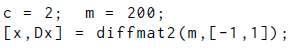 c = 2;  m = 200;
[x,Dx] = diffmat2(m,[-1,1]);